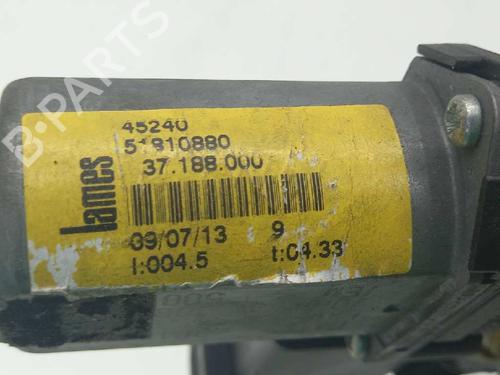 45240
51810880
37.188.000
lames
09/07/13 9
I:004.5 t:04.33
B-PARTS